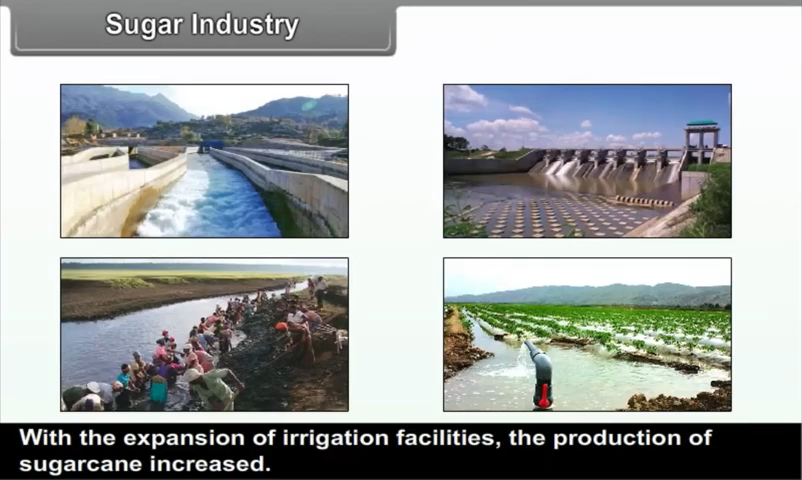 Sugar Industry
With the expansion of irrigation facilities, the production of
sugarcane increased.